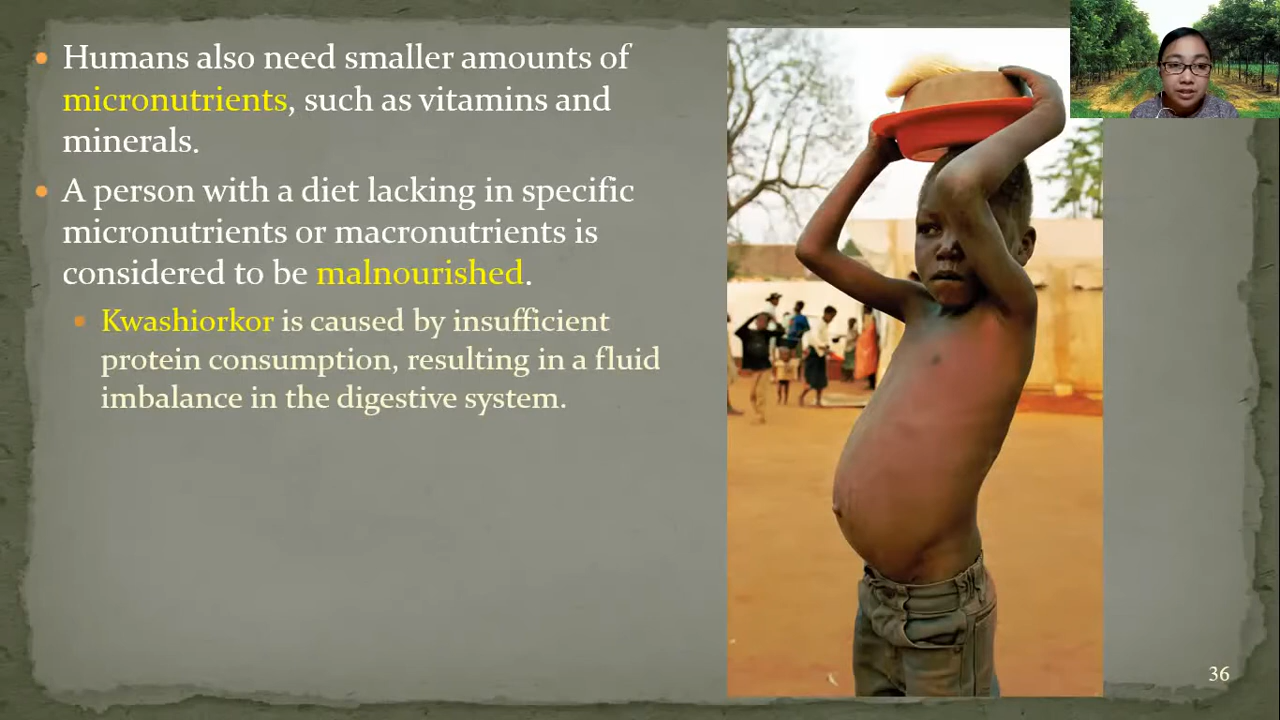 Humans also need smaller amounts of
micronutrients, such as vitamins and
minerals.
A person with a diet lacking in specific
micronutrients or macronutrients is
considered to be malnourished.
Kwashiorkor is caused by insufficient
protein consumption, resulting in a fluid
imbalance in the digestive system.
36